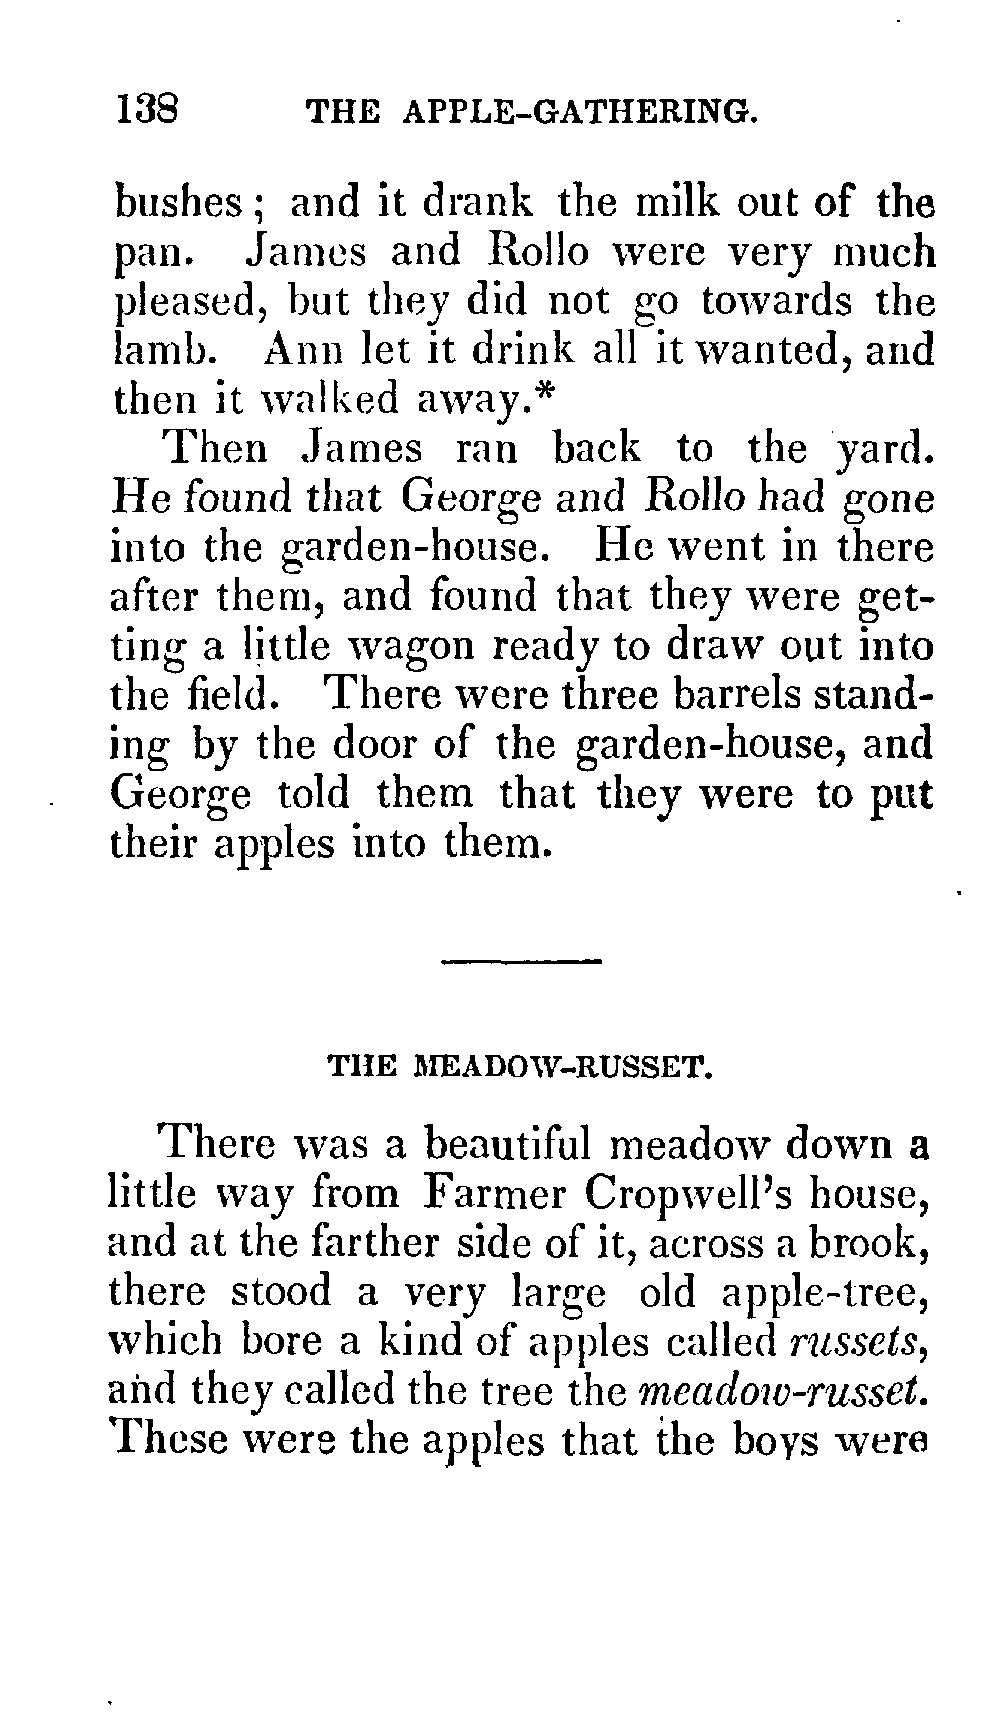 138 THE APPLE-GATHERING.
bushes; and it drank the milk out of the
pan. James and Rollo were very much
pleased, but they did not go towards the
lamb. Ann let it drink all it wanted, and
then it walked away.*
Then James ran back to the yard.
He found that George and Rollo had gone
into the garden-house. He went in there
after them, and found that they were get-
ting a little wagon ready to draw out into
the field. There were three barrels stand-
ing by the door of the garden-house, and
George told them that they were to put
their apples into them.
THE MEADOW-RUSSET.
There was a beautiful meadow down a
little way from Farmer Cropwell's house,
and at the farther side of it, across a brook,
there stood a very large old apple-tree,
which bore a kind of apples called russets,
and they called the tree the meadow-russet.
These were the apples that the boys were